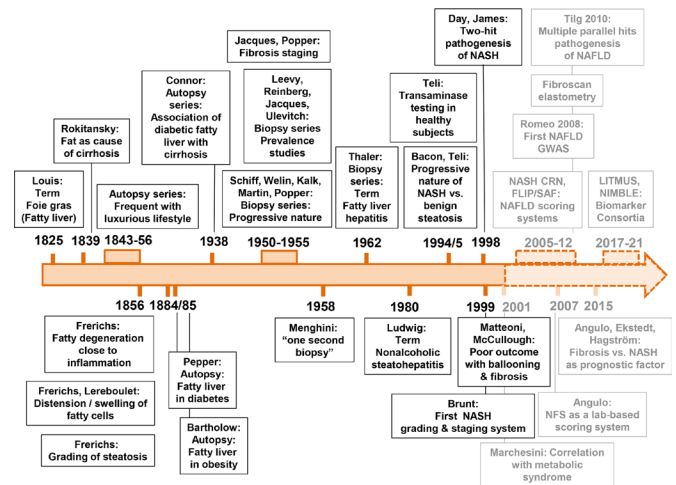 Day, James:
Two-hit
pathogenesis
of NASH
Tilg 2010:
Multiple parallel hits
pathogenesis
of NAFLD
Jacques, Popper:
Fibrosis staging
Connor:
Autopsy
series:
Association of
diabetic fatty
liver with
cirrhosis
Leevy,
Reinberg,
Jacques,
Ulevitch:
Biopsy series
Prevalence
studies
Teli:
Transaminase
testing in
healthy
subjects
Fibroscan
elastometry
Romeo 2008:
First NAFLD
GWAS
Rokitansky:
Fat as cause
of cirrhosis
Louis:
Term
Foie gras
(Fatty liver)
Autopsy series:
Frequent with
luxurious lifestyle
Schiff, Welin, Kalk,
Martin, Popper:
Biopsy series:
Progressive nature
Thaler:
Biopsy
series:
Term
Fatty liver
hepatitis
Bacon, Teli:
Progressive
nature of
NASH vs.
benign
steatosis
NASH CRN,
FLIP/SAF:
NAFLD scoring
systems
LITMUS,
NIMBLE:
Biomarker
Consortia
1825 1839 1843-56 1938 1950-1955 1962 1994/5 1998 2005-12 2017-21
1856 1884/85 1958 1980 1999 2001 2007 2015
Frerichs:
Fatty degeneration
close to
inflammation
Frerichs, Lereboulet:
Distension / swelling of
fatty cells
Frerichs:
Grading of steatosis
Pepper:
Autopsy:
Fatty liver
in diabetes
Bartholow:
Autopsy:
Fatty liver
in obesity
Menghini:
“one second
biopsy”
Ludwig:
Term
Nonalcoholic
steatohepatitis
Matteoni,
McCullough:
Poor outcome
with ballooning
& fibrosis
Brunt:
First NASH
grading & staging system
Angulo, Ekstedt,
Hagström:
Fibrosis vs. NASH
as prognostic factor
Angulo:
NFS as a lab-based
scoring system
Marchesini: Correlation
with metabolic
syndrome